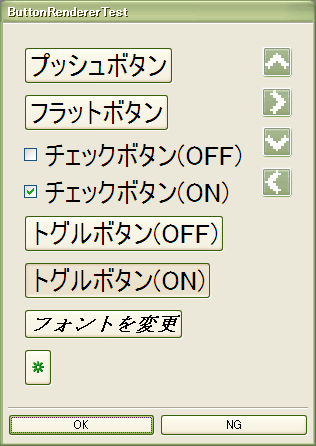 ButtonRendererTest
プッシュボタン
フラットボタン
チェックボタン(OFF)
チェックボタン(ON)
トグルボタン(OFF)
トグルボタン(ON)
フォントを変更
OK
NG